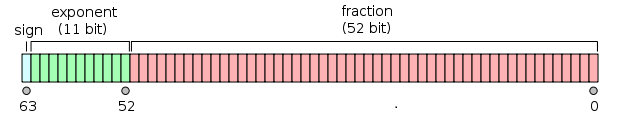 sign
exponent
(11 bit)
fraction
(52 bit)
63
52
0